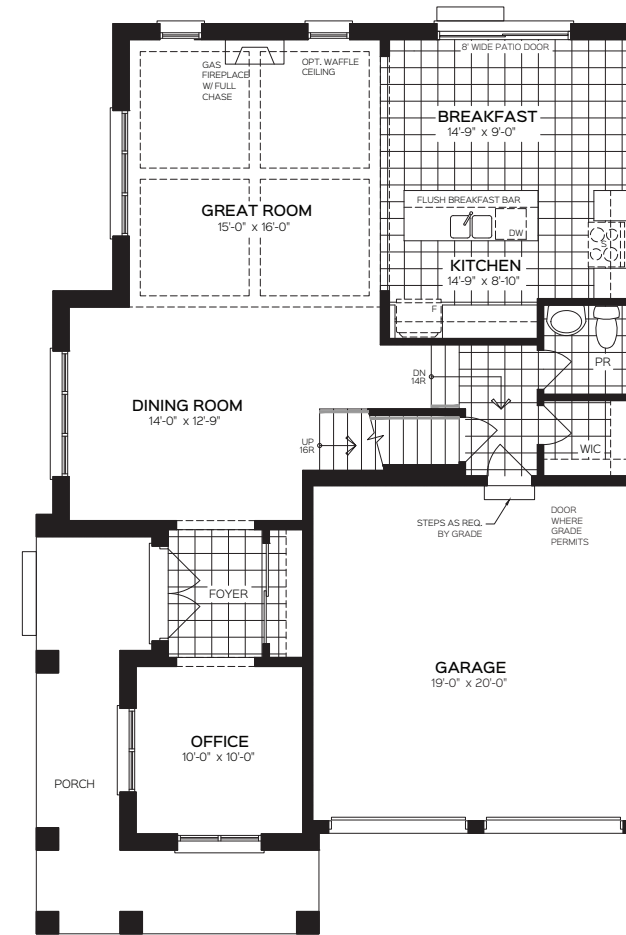 8' WIDE PATIO DOOR
GAS
FIREPLACE
W/ FULL
CHASE
OPT. WAFFLE
CEILING
BREAKFAST
14'-9" x 9'-0"
GREAT ROOM
15'-0" x 16'-0"
FLUSH BREAKFAST BAR
DW
S
KITCHEN
14'-9" x 8'-10"
F
PR
DN
14R
DINING ROOM
14'-0" x 12'-9"
UP
16R
WIC
STEPS AS REQ.
BY GRADE
DOOR
WHERE
GRADE
PERMITS
FOYER
GARAGE
19'-0" x 20'-0"
OFFICE
10'-0" x 10'-0"
PORCH